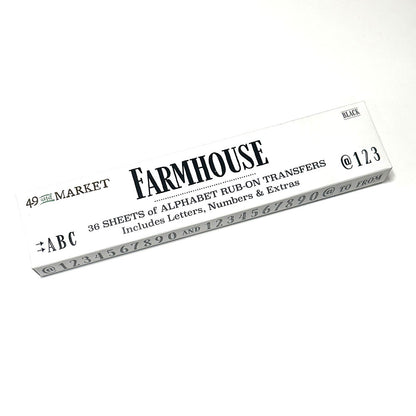 BLACK
49 AND MARKET
FARMHOUSE
@123
36 SHEETS of ALPHABET RUB-ON TRANSFERS
Includes Letters, Numbers & Extras
ABC
@1234567890 AND 1234567890@ TO FROM